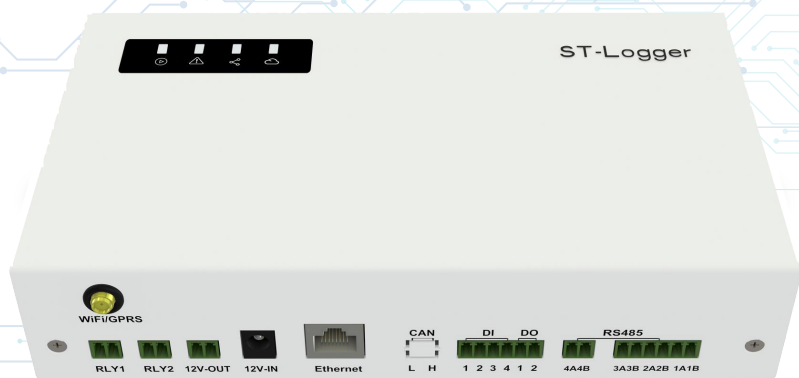 ST-Logger
WiFi/GPRS
CAN DI DO RS485
RLY1 RLY2 12V-OUT 12V-IN Ethernet L H 1 2 3 4 1 2 4A4B 3A3B 2A2B 1A1B